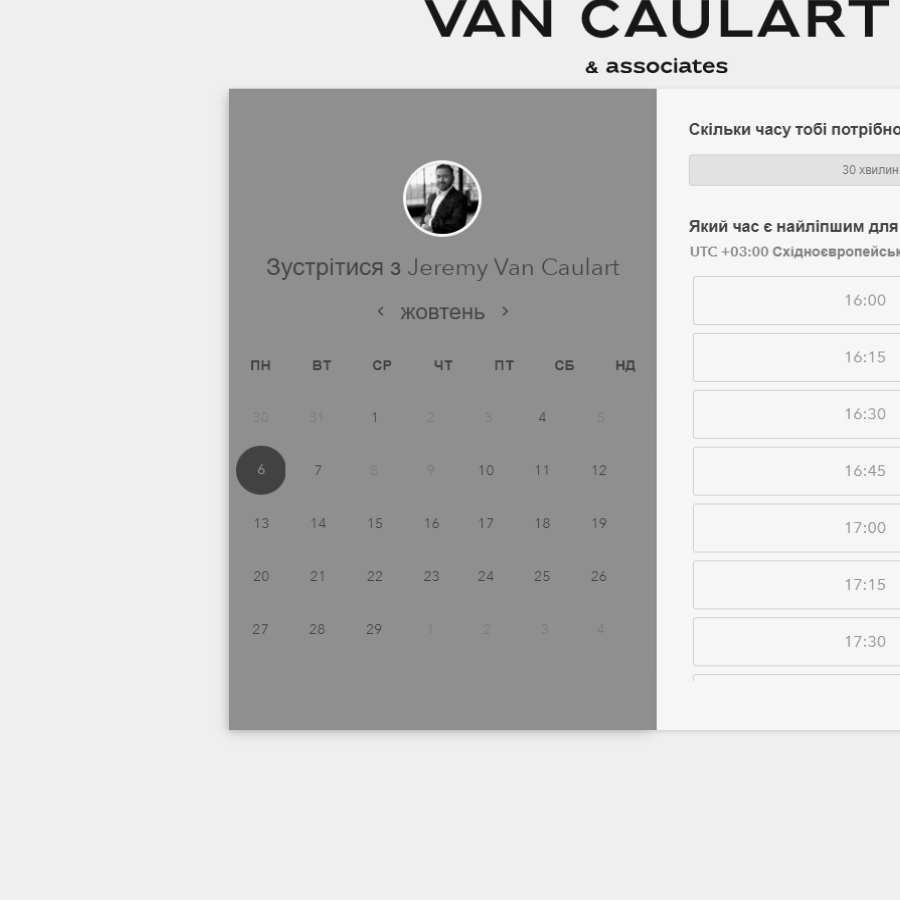 VAN CAULART
& associates
Зустрітися з Jeremy Van Caulart
жовтень
ПН ВТ СР ЧТ ПТ СБ НД
30 31 1 2 3 4 5
6 7 8 9 10 11 12
13 14 15 16 17 18 19
20 21 22 23 24 25 26
27 28 29 1 2 3 4
Скільки часу тобі потрібно
30 хвилин
Який час є найліпшим для
UTC +03:00 Східноєвропейськ
16:00
16:15
16:30
16:45
17:00
17:15
17:30